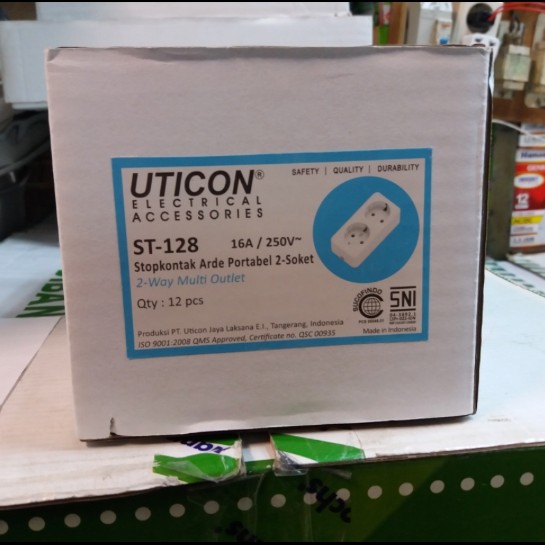 UTICON®
ELECTRICAL
ACCESSORIES
SAFETY | QUALITY | DURABILITY
ST-128 16A / 250V~
Stopkontak Arde Portabel 2-Soket
2-Way Multi Outlet
Qty : 12 pcs
SUCOFINDO
SNI
Produksi PT. Uticon Jaya Laksana E.I., Tangerang, Indonesia
Made in Indonesia
ISO 9001-2008 QMS Approved, Certificate no. QSC 00935
12